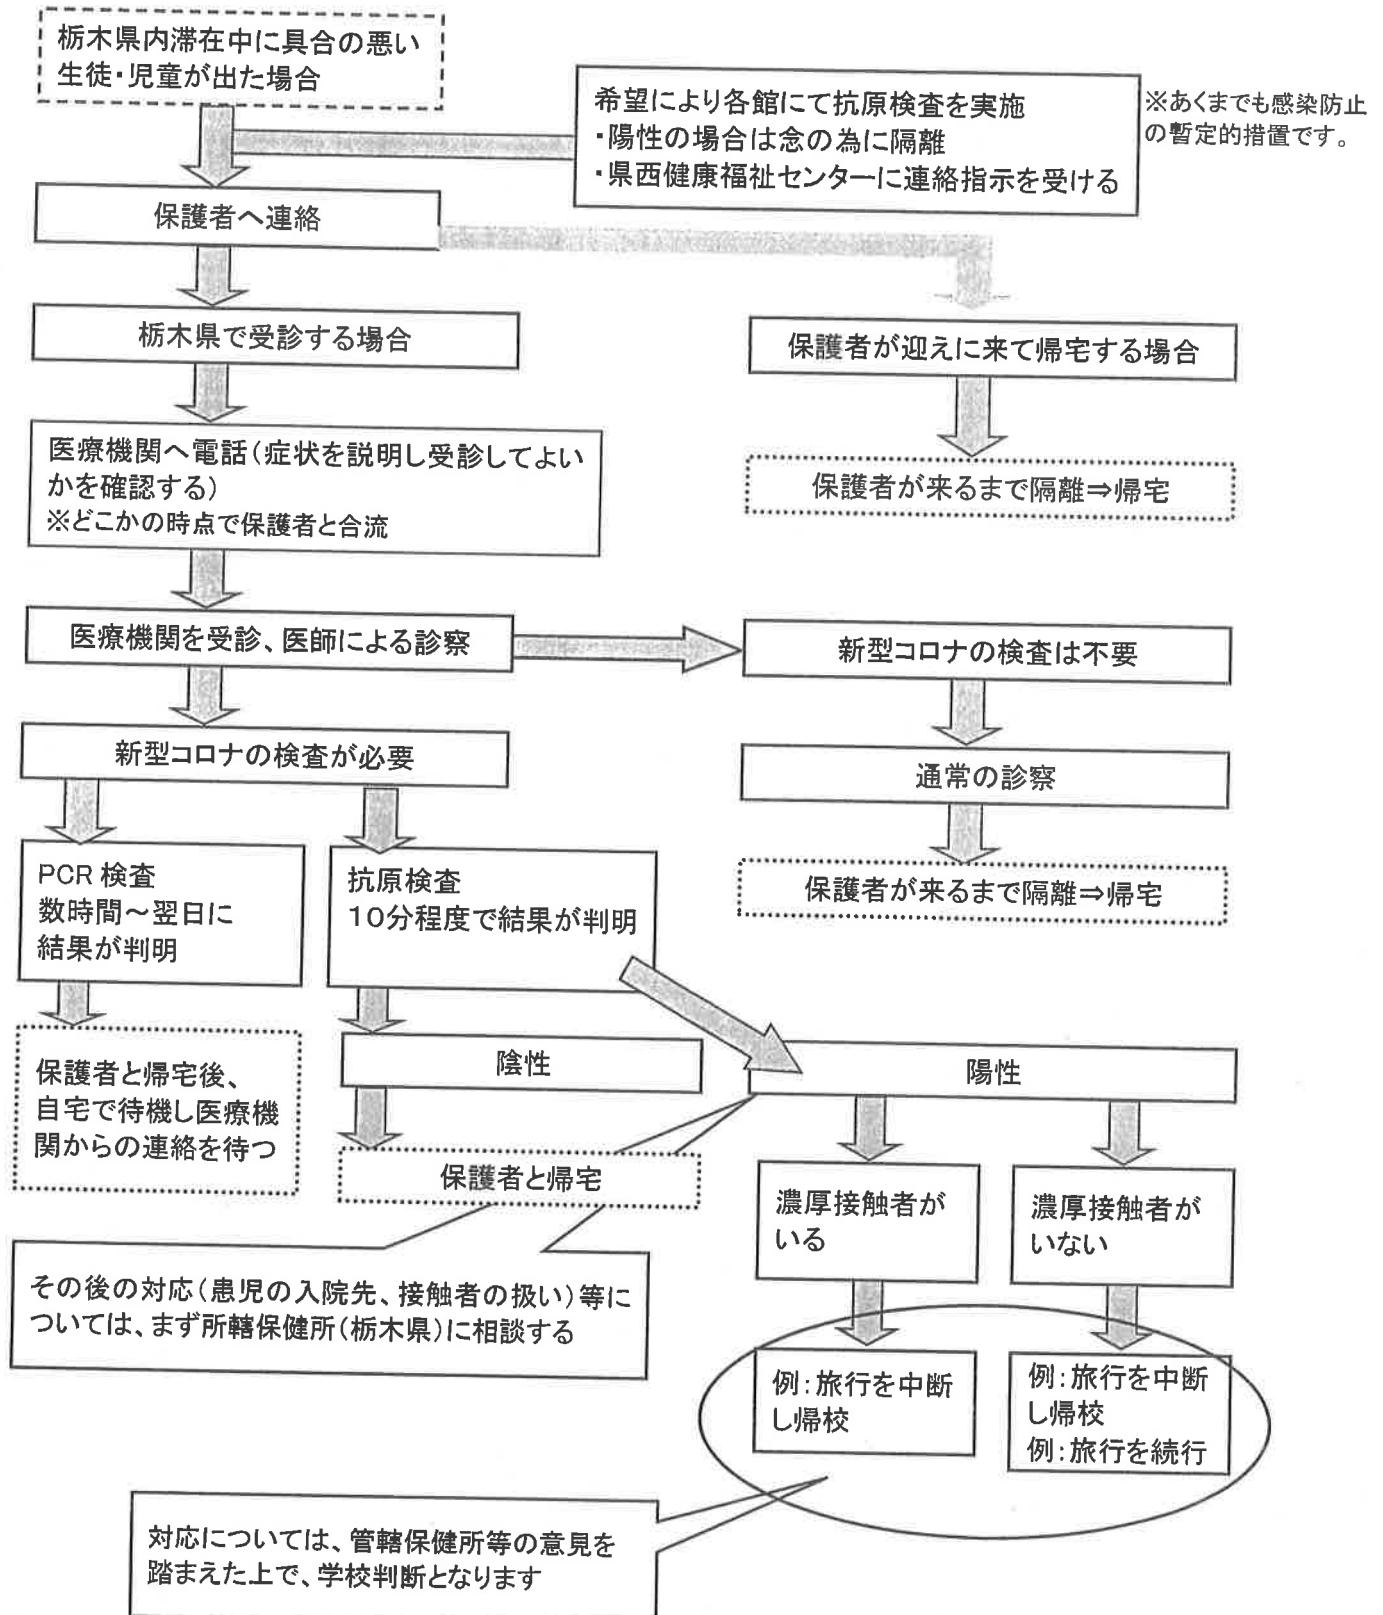 栃木県内滞在中に具合の悪い
生徒・児童が出た場合
希望により各館にて抗原検査を実施
・陽性の場合は念の為に隔離
・県西健康福祉センターに連絡指示を受ける
※あくまでも感染防止
の暫定的措置です。
保護者へ連絡
栃木県で受診する場合
保護者が迎えに来て帰宅する場合
医療機関へ電話(症状を説明し受診してよい
かを確認する)
※どこかの時点で保護者と合流
保護者が来るまで隔離⇒帰宅
医療機関を受診、医師による診察
新型コロナの検査は不要
新型コロナの検査が必要
通常の診察
PCR 検査
数時間～翌日に
結果が判明
抗原検査
10分程度で結果が判明
保護者が来るまで隔離⇒帰宅
保護者と帰宅後、
自宅で待機し医療機
関からの連絡を待つ
陰性
陽性
保護者と帰宅
濃厚接触者が
いる
濃厚接触者が
いない
その後の対応(患児の入院先、接触者の扱い)等に
ついては、まず所轄保健所(栃木県)に相談する
例:旅行を中断
し帰校
例:旅行を中断
し帰校
例:旅行を続行
対応については、管轄保健所等の意見を
踏まえた上で、学校判断となります